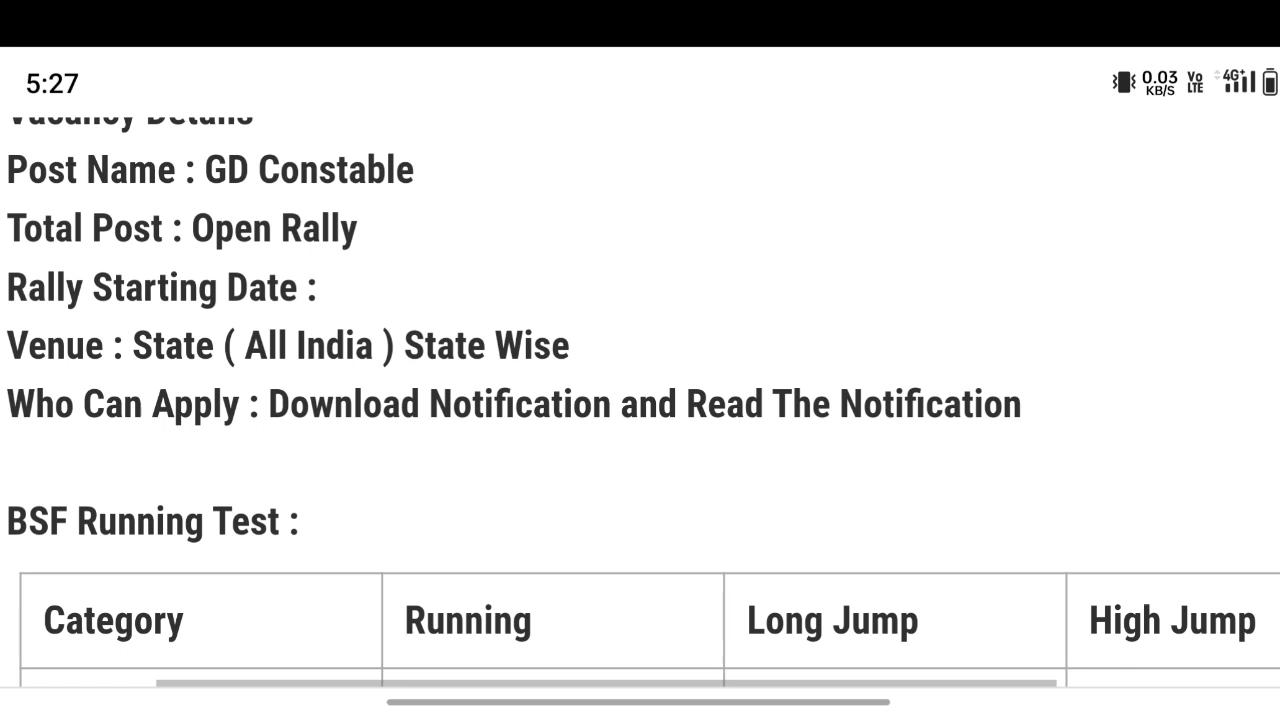 5:27
0.03
KB/S
Vo
LTE
4G+
Vacancy Details
Post Name : GD Constable
Total Post : Open Rally
Rally Starting Date :
Venue : State ( All India ) State Wise
Who Can Apply : Download Notification and Read The Notification
BSF Running Test :
Category Running Long Jump High Jump